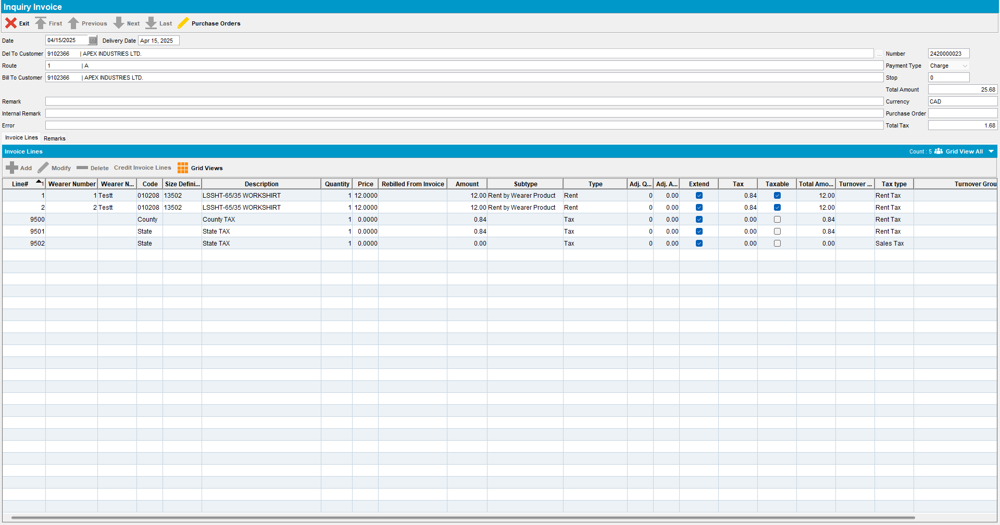 Inquiry Invoice
Exit First Previous Next Last Purchase Orders
Date 04/15/2025 16 Delivery Date Apr 15, 2025
Del To Customer 9102366 | APEX INDUSTRIES LTD. ... Number 2420000023
Route 1 | A Payment Type Charge
Bill To Customer 9102366 | APEX INDUSTRIES LTD. Stop 0
Total Amount 25.68
Remark Currency CAD
Internal Remark Purchase Order
Error Total Tax 1.68
Invoice Lines Remarks
Invoice Lines Count : 5 Grid View All
Add Modify Delete Credit Invoice Lines Grid Views
Line# 1 Wearer Number Wearer N... Code Size Defini... Description Quantity Price Rebilled From Invoice Amount Subtype Type Adj. Q... Adj. A... Extend Tax Taxable Total Amo... Turnover ... Tax type Turnover Grou
1 1 Testt 010208 13502 LSSHT-65/35 WORKSHIRT 1 12.0000 12.00 Rent by Wearer Product Rent 0 0.00 0.84 12.00 Rent Tax
2 2 Testt 010208 13502 LSSHT-65/35 WORKSHIRT 1 12.0000 12.00 Rent by Wearer Product Rent 0 0.00 0.84 12.00 Rent Tax
9500 County County TAX 1 0.0000 0.84 Tax 0 0.00 0.00 0.84 Rent Tax
9501 State State TAX 1 0.0000 0.84 Tax 0 0.00 0.00 0.84 Rent Tax
9502 State State TAX 1 0.0000 0.00 Tax 0 0.00 0.00 0.00 Sales Tax